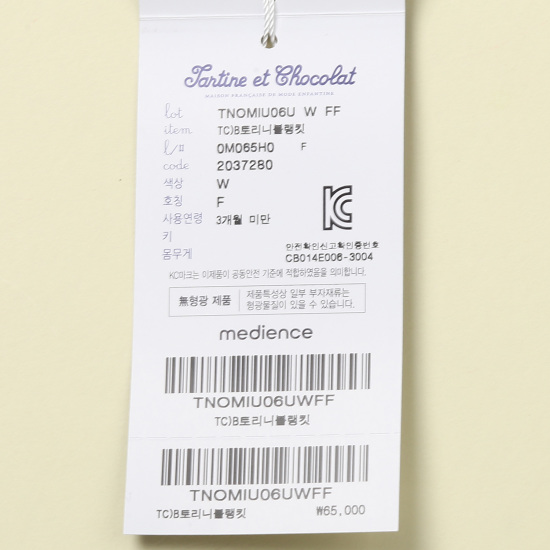 Tartine et Chocolat
MAISON FRANÇAISE DE MODE ENFANTINE
lot TNOMIU06U W FF
item TC)B토리니블랭킷
l/# 0M065H0 F
code 2037280
색상 W
호칭 F
사용연령 3개월 미만
키
몸무게
안전확인신고확인증번호
CB014E006-3004
KC마크는 이제품이 공동안전 기준에 적합하였음을 의미합니다.
無형광 제품 제품특성상 일부 부자재류는
형광물질이 있을 수 있습니다.
medience
TNOMIU06UWFF
TC)B토리니블랭킷
TNOMIU06UWFF
TC)B토리니블랭킷 ₩65,000